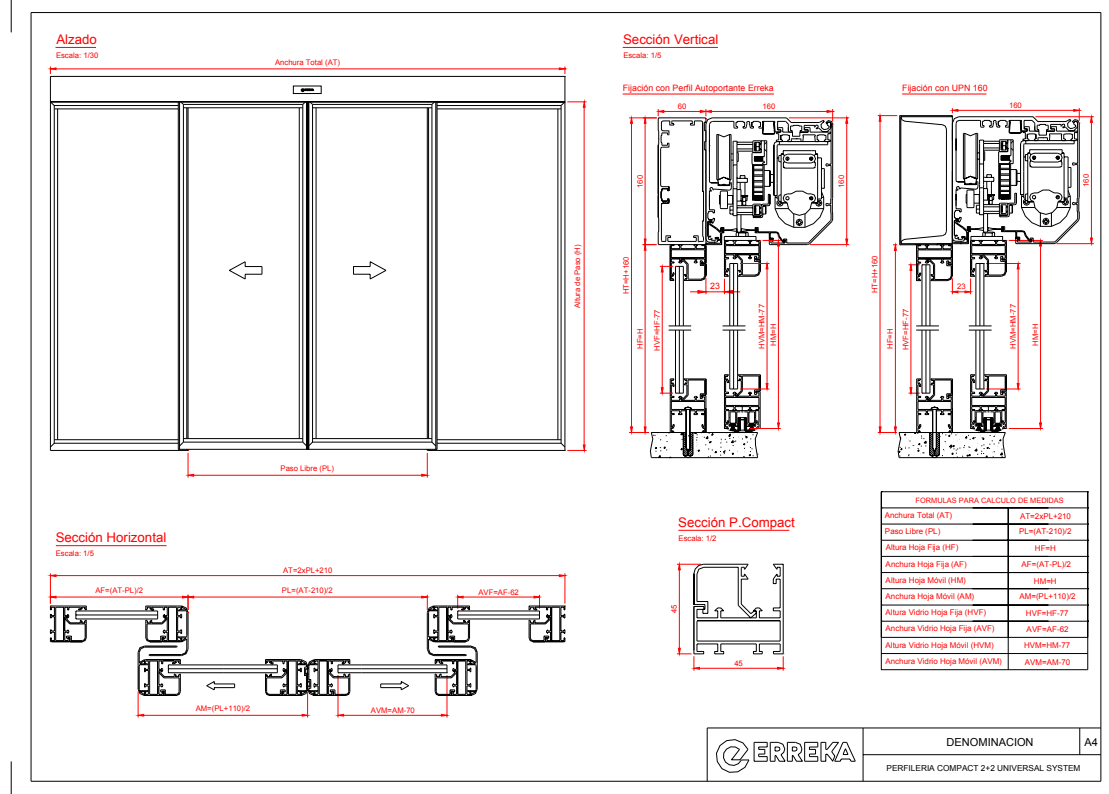 Alzado
Escala: 1/30
Anchura Total (AT)
Altura de Paso (H)
Paso Libre (PL)
Sección Vertical
Escala: 1/5
Fijación con Perfil Autoportante Erreka
60
160
160
160
HT=H+160
HF=H
HVF=HF-77
23
HVM=HM-77
HM=H
Fijación con UPN 160
160
160
HT=H+160
HF=H
HVF=HF-77
23
HVM=HM-77
HM=H
Sección Horizontal
Escala: 1/5
AT=2xPL+210
AF=(AT-PL)/2
PL=(AT-210)/2
AVF=AF-62
AM=(PL+110)/2
AVM=AM-70
Sección P.Compact
Escala: 1/2
45
45
FORMULAS PARA CALCULO DE MEDIDAS
Anchura Total (AT) AT=2xPL+210
Paso Libre (PL) PL=(AT-210)/2
Altura Hoja Fija (HF) HF=H
Anchura Hoja Fija (AF) AF=(AT-PL)/2
Altura Hoja Móvil (HM) HM=H
Anchura Hoja Móvil (AM) AM=(PL+110)/2
Altura Vidrio Hoja Fija (HVF) HVF=HF-77
Anchura Vidrio Hoja Fija (AVF) AVF=AF-62
Altura Vidrio Hoja Móvil (HVM) HVM=HM-77
Anchura Vidrio Hoja Móvil (AVM) AVM=AM-70
ERREKA
DENOMINACION
A4
PERFILERIA COMPACT 2+2 UNIVERSAL SYSTEM